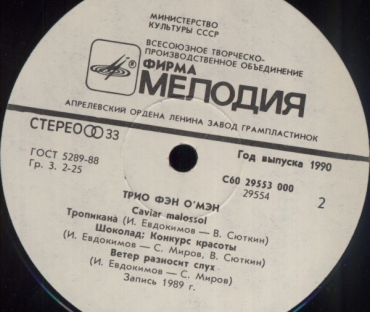 МИНИСТЕРСТВО
КУЛЬТУРЫ СССР
ВСЕСОЮЗНОЕ ТВОРЧЕСКО-
ПРОИЗВОДСТВЕННОЕ ОБЪЕДИНЕНИЕ
ФИРМА
МЕЛОДИЯ
АПРЕЛЕВСКИЙ ОРДЕНА ЛЕНИНА ЗАВОД ГРАМПЛАСТИНОК
СТЕРЕО 33
Год выпуска 1990
ГОСТ 5289-88
Гр. 3. 2-25
С60 29553 000
29554
2
ТРИО ФЭН О'МЭН
Caviar malossol
Тропикана (И. Евдокимов — В. Сюткин)
Шоколад; Конкурс красоты
(И. Евдокимов — С. Миров, В. Сюткин)
Ветер разносит слух
(И. Евдокимов — С. Миров)
Запись 1989 г.